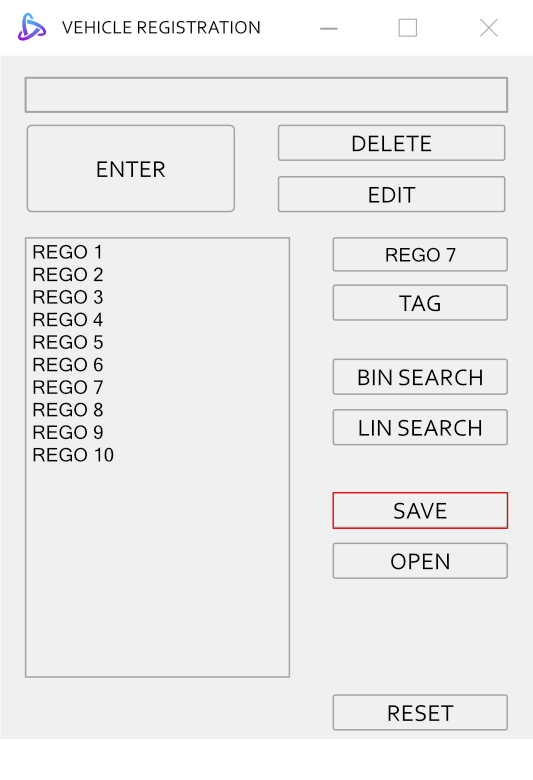 VEHICLE REGISTRATION
ENTER
DELETE
EDIT
REGO 1
REGO 2
REGO 3
REGO 4
REGO 5
REGO 6
REGO 7
REGO 8
REGO 9
REGO 10
REGO 7
TAG
BIN SEARCH
LIN SEARCH
SAVE
OPEN
RESET